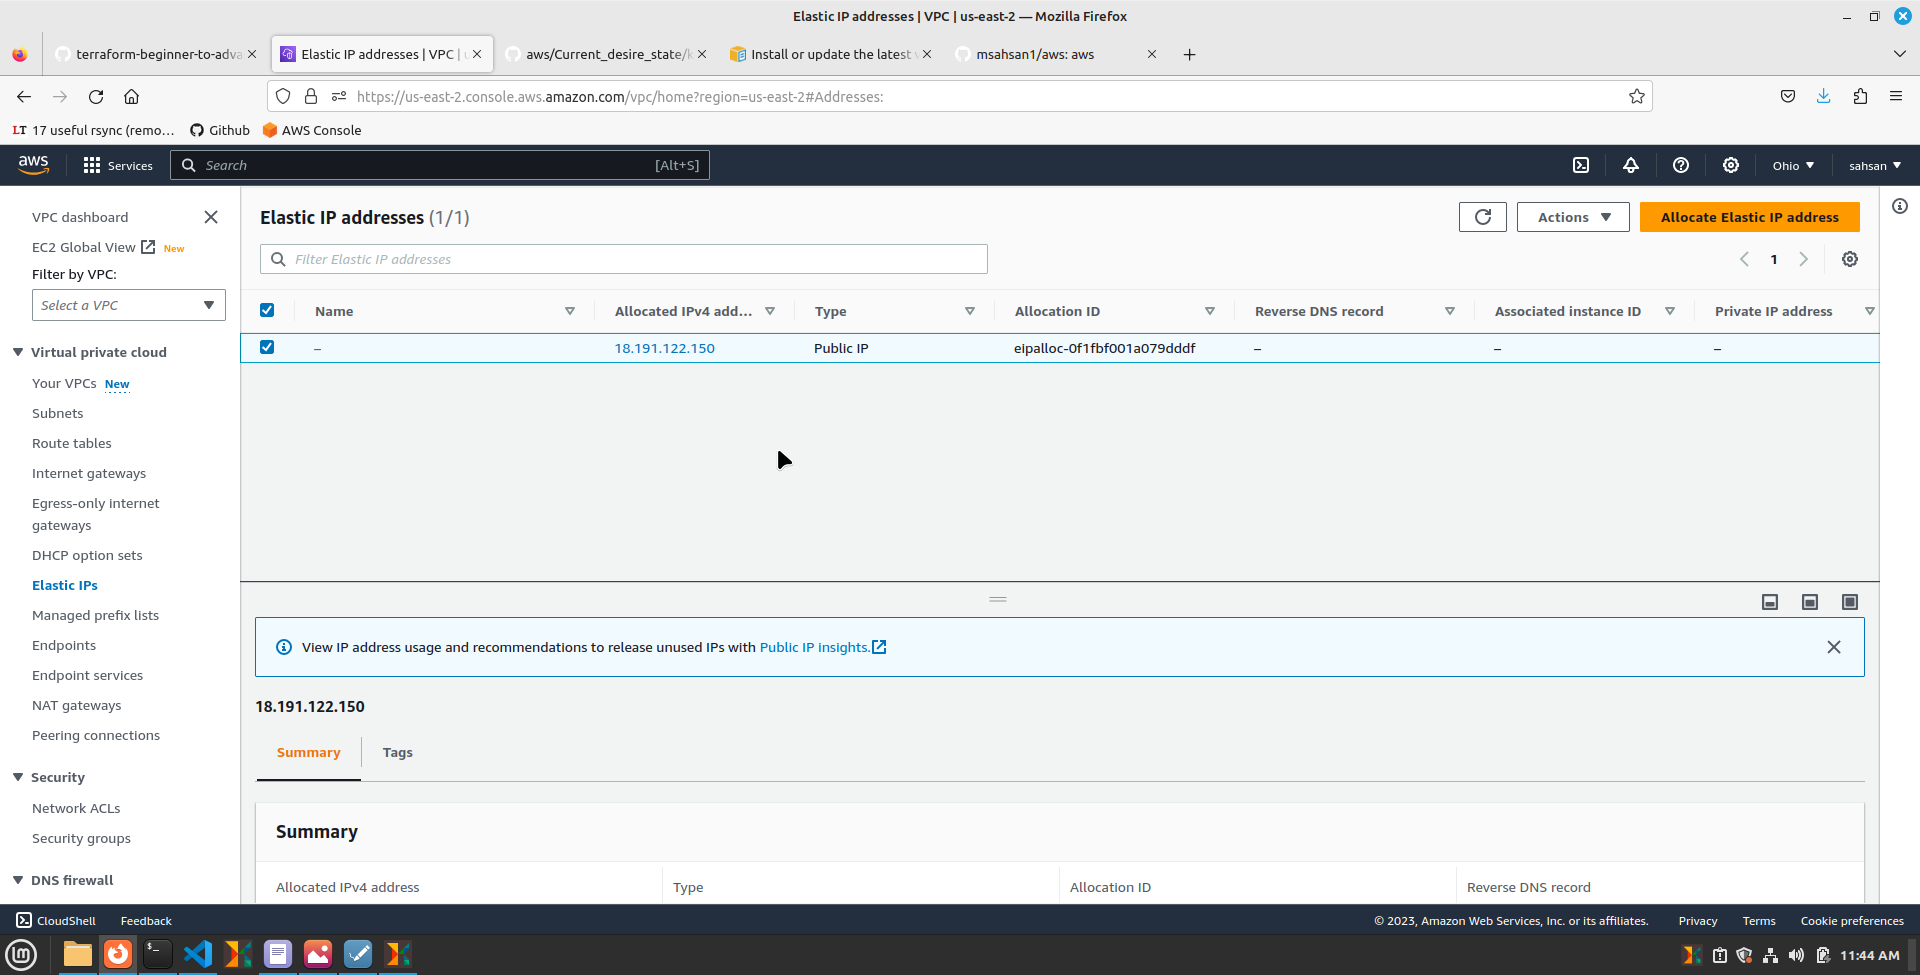 Elastic IP addresses | VPC | us-east-2 — Mozilla Firefox
terraform-beginner-to-adva
Elastic IP addresses | VPC |
aws/Current_desire_state/
Install or update the latest
msahsan1/aws: aws
https://us-east-2.console.aws.amazon.com/vpc/home?region=us-east-2#Addresses:
LT 17 useful rsync (remo...
Github
AWS Console
aws
Services
Search
[Alt+S]
Ohio
sahsan
VPC dashboard
EC2 Global View New
Filter by VPC:
Select a VPC
Virtual private cloud
Your VPCs New
Subnets
Route tables
Internet gateways
Egress-only internet
gateways
DHCP option sets
Elastic IPs
Managed prefix lists
Endpoints
Endpoint services
NAT gateways
Peering connections
Security
Network ACLs
Security groups
DNS firewall
Elastic IP addresses (1/1)
Actions
Allocate Elastic IP address
Filter Elastic IP addresses
1
Name Allocated IPv4 add... Type Allocation ID Reverse DNS record Associated instance ID Private IP address
– 18.191.122.150 Public IP eipalloc-0f1fbf001a079dddf – – –
View IP address usage and recommendations to release unused IPs with Public IP insights.
18.191.122.150
Summary Tags
Summary
Allocated IPv4 address Type Allocation ID Reverse DNS record
CloudShell Feedback © 2023, Amazon Web Services, Inc. or its affiliates. Privacy Terms Cookie preferences
11:44 AM